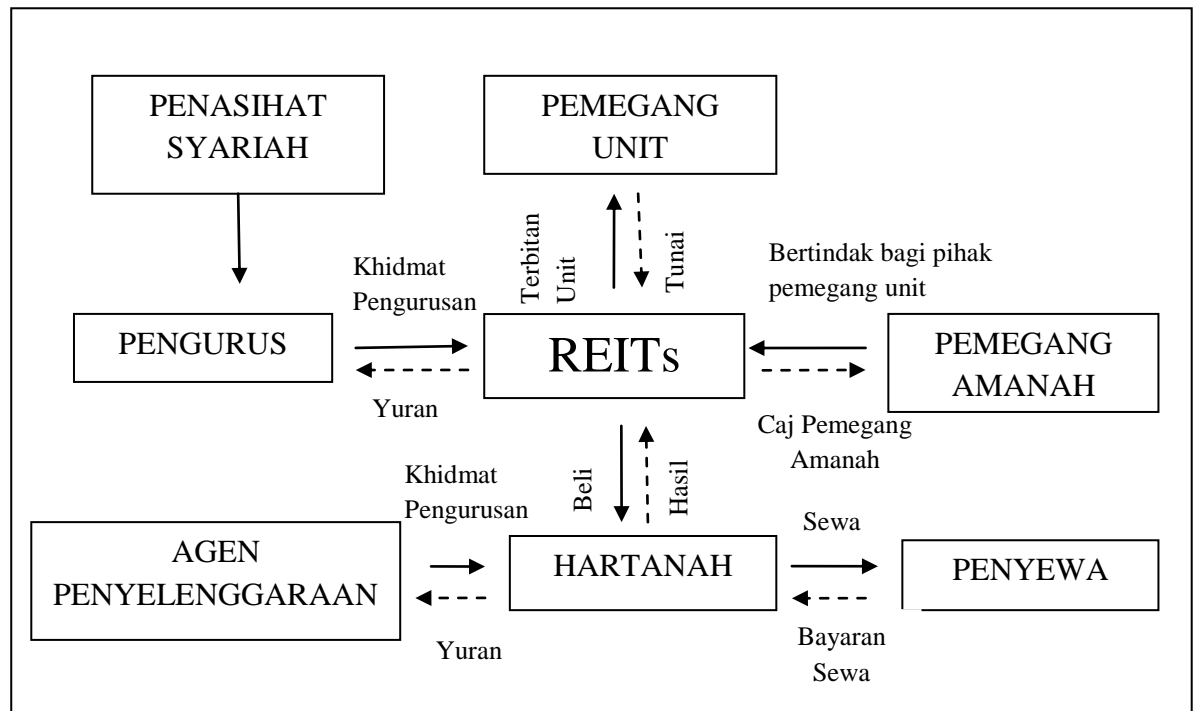 PENASIHAT
SYARIAH
PEMEGANG
UNIT
Terbitan
Unit
Tunai
Khidmat
Pengurusan
Bertindak bagi pihak
pemegang unit
PENGURUS
REITs
PEMEGANG
AMANAH
Yuran
Caj Pemegang
Amanah
Khidmat
Pengurusan
Beli
Hasil
Sewa
AGEN
PENYELENGGARAAN
HARTANAH
PENYEWA
Yuran
Bayaran
Sewa